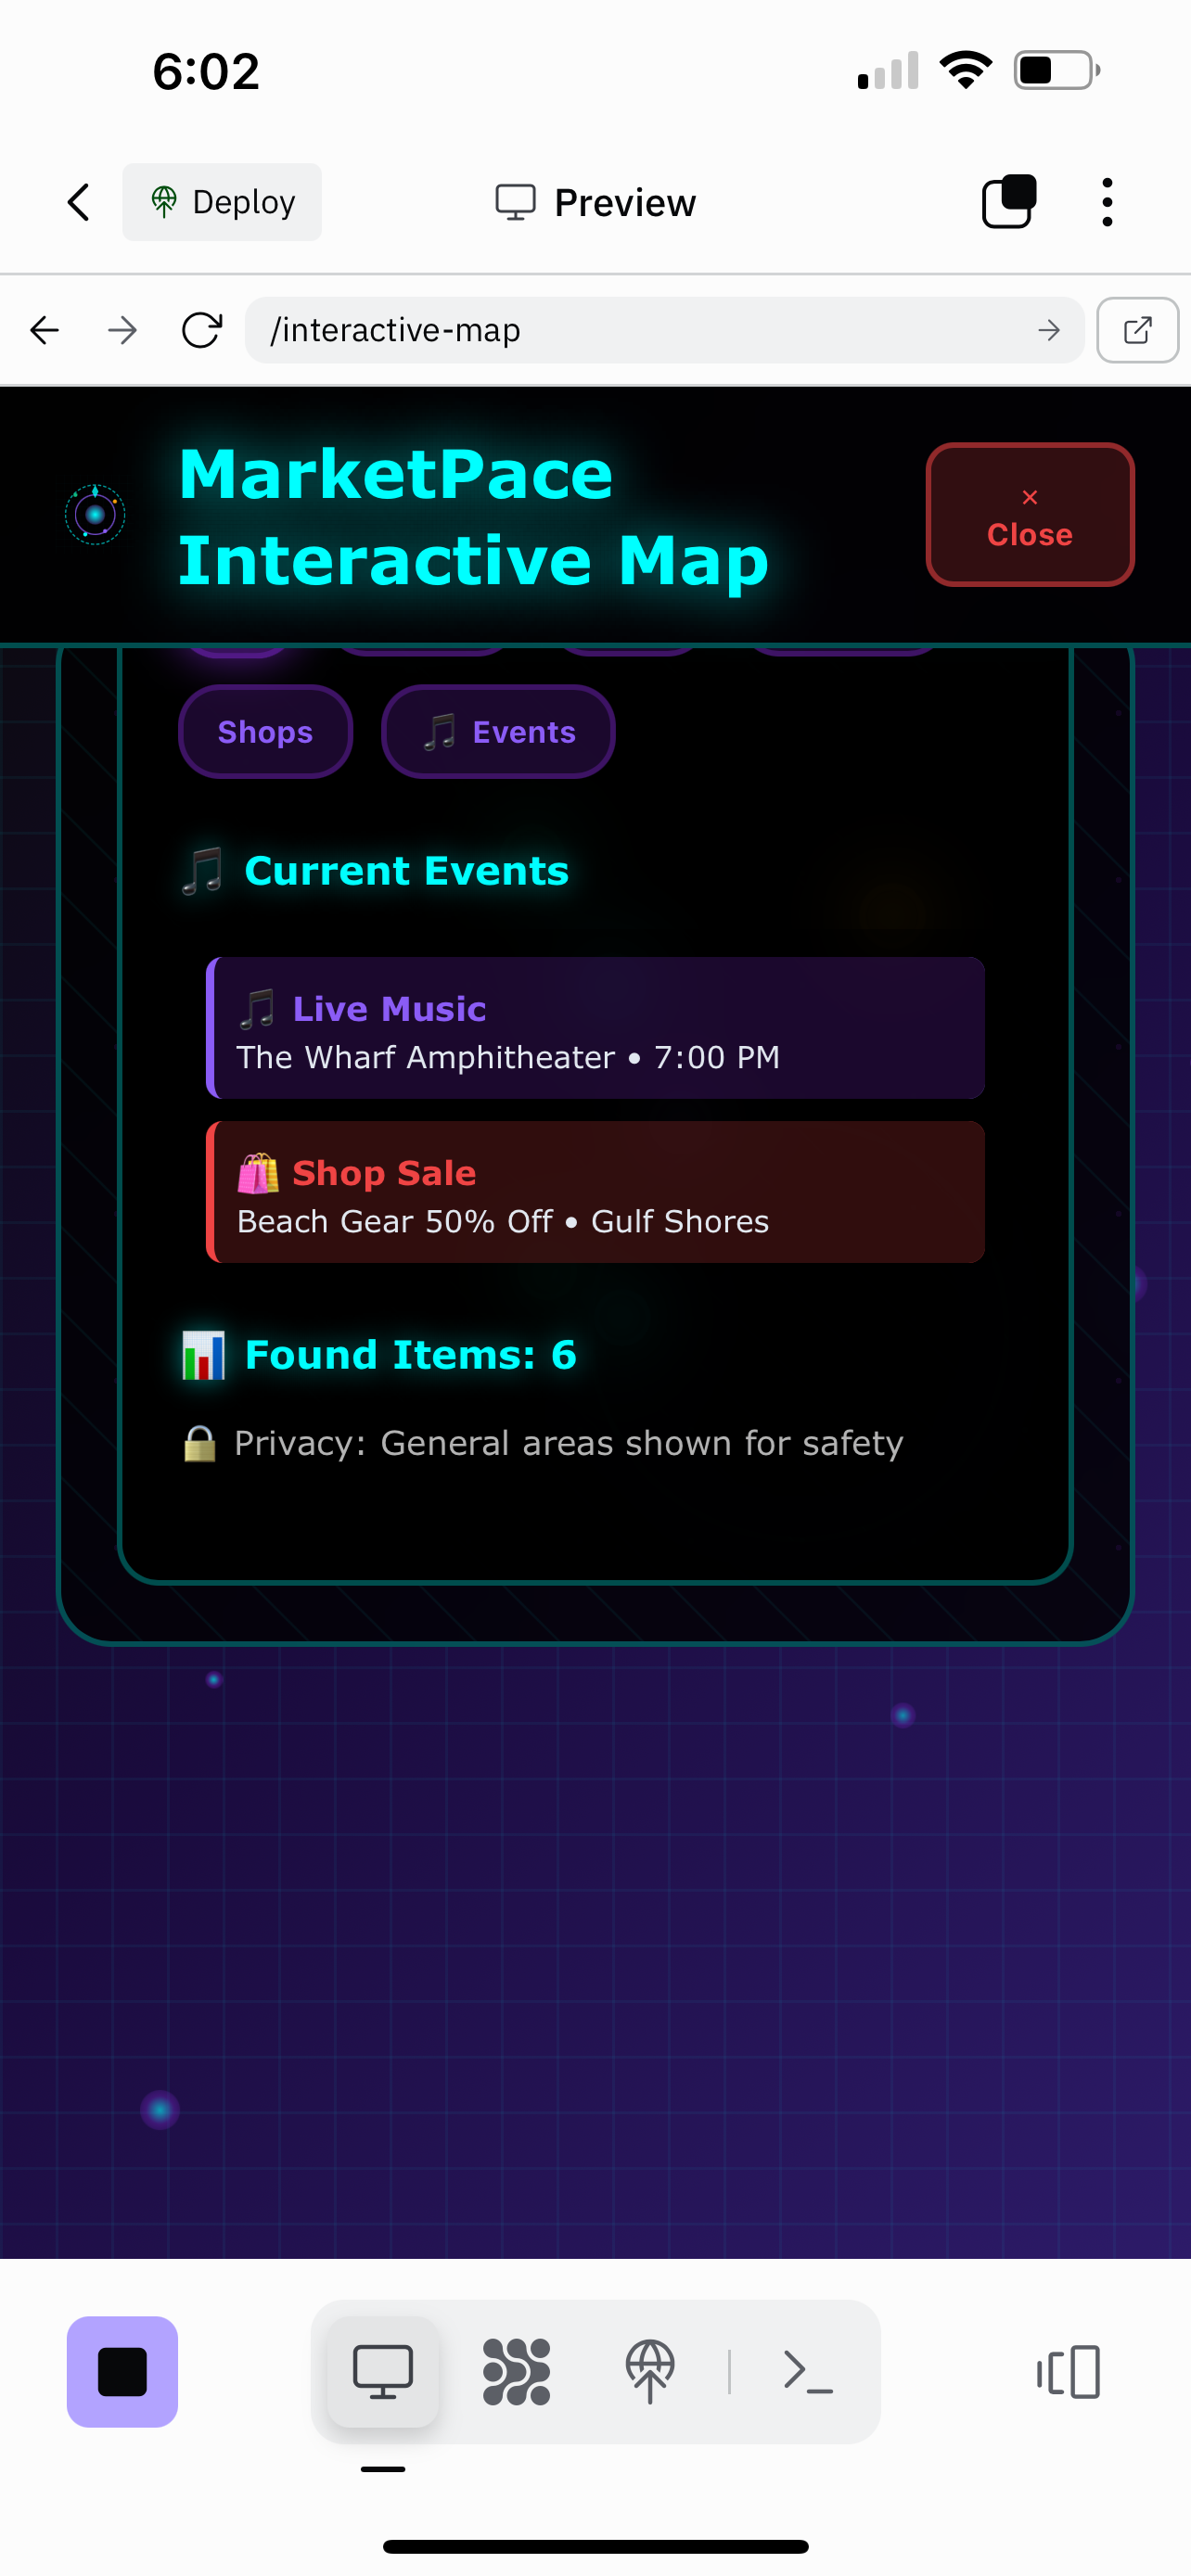 6:02
Deploy
Preview
/interactive-map
MarketPace
Interactive Map
×
Close
Shops
🎵 Events
🎵 Current Events
🎵 Live Music
The Wharf Amphitheater • 7:00 PM
🛍️ Shop Sale
Beach Gear 50% Off • Gulf Shores
📊 Found Items: 6
🔒 Privacy: General areas shown for safety